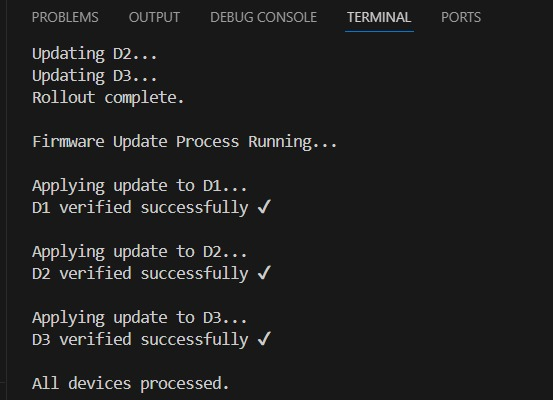 PROBLEMS OUTPUT DEBUG CONSOLE TERMINAL PORTS
Updating D2...
Updating D3...
Rollout complete.
Firmware Update Process Running...
Applying update to D1...
D1 verified successfully ✓
Applying update to D2...
D2 verified successfully ✓
Applying update to D3...
D3 verified successfully ✓
All devices processed.